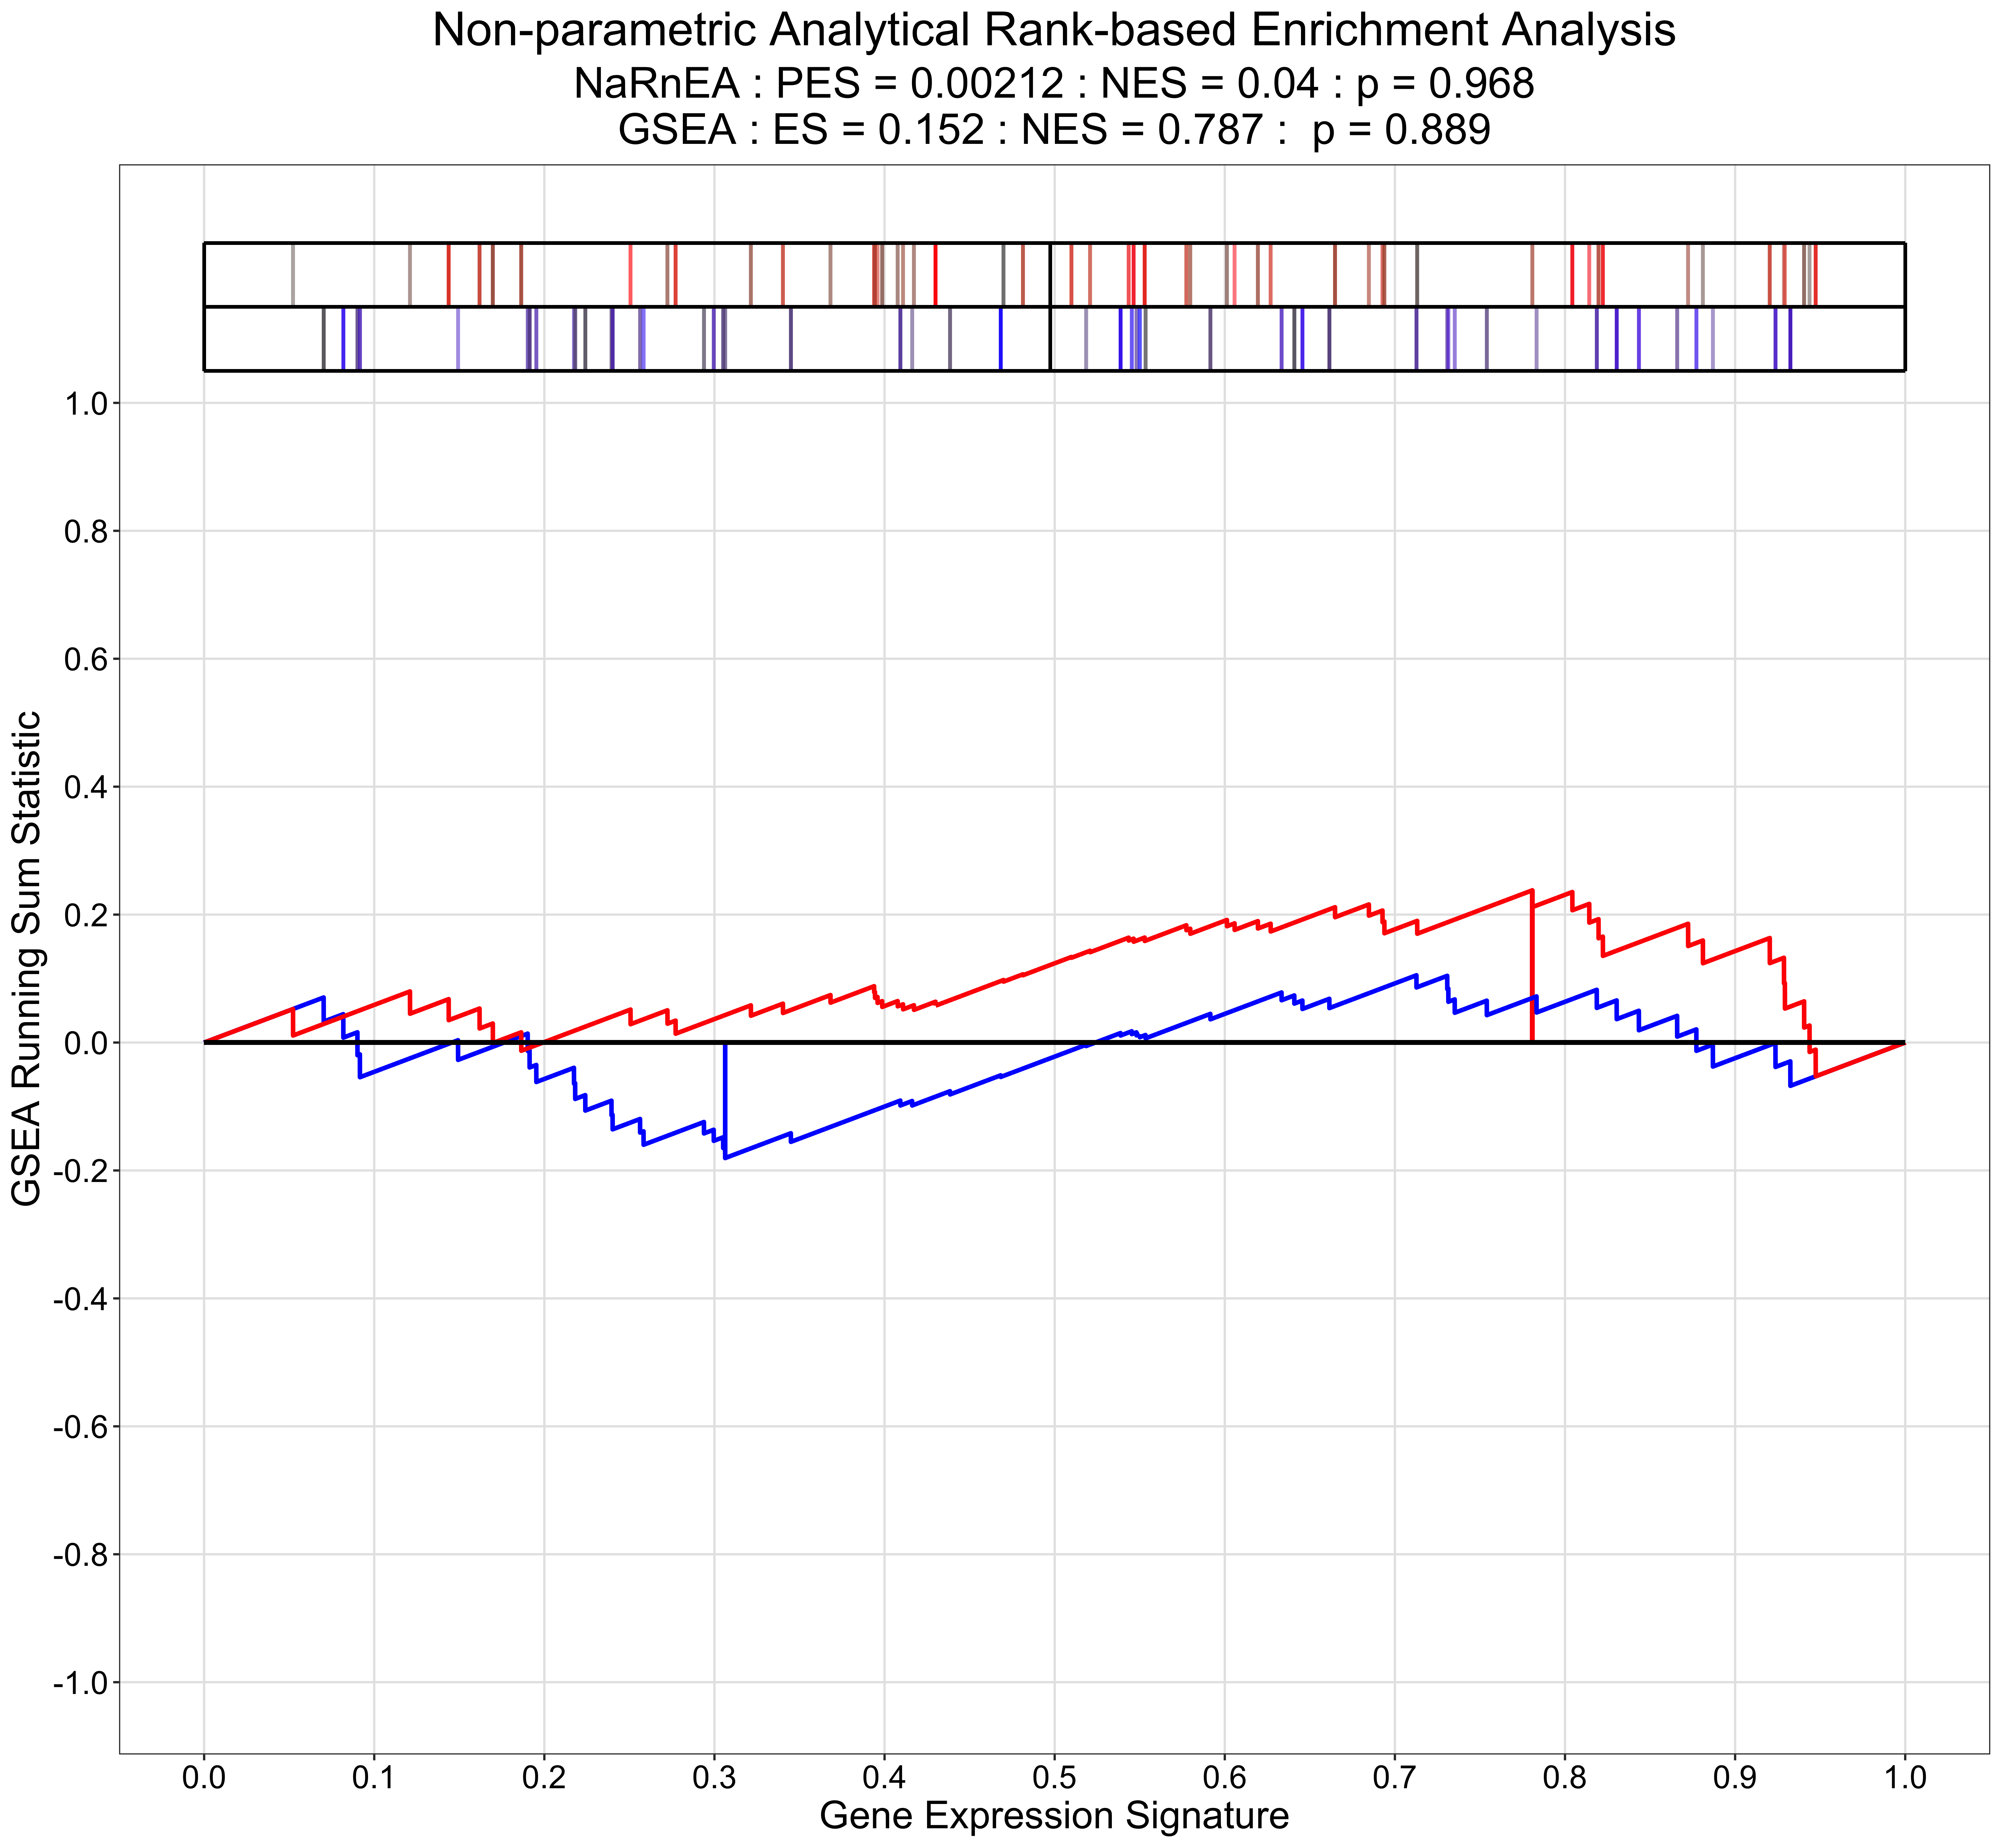 Non-parametric Analytical Rank-based Enrichment Analysis
NaRnEA : PES = 0.00212 : NES = 0.04 : p = 0.968
GSEA : ES = 0.152 : NES = 0.787 :  p = 0.889
1.0
0.8
0.6
0.4
0.2
0.0
-0.2
-0.4
-0.6
-0.8
-1.0
GSEA Running Sum Statistic
0.0 0.1 0.2 0.3 0.4 0.5 0.6 0.7 0.8 0.9 1.0
Gene Expression Signature